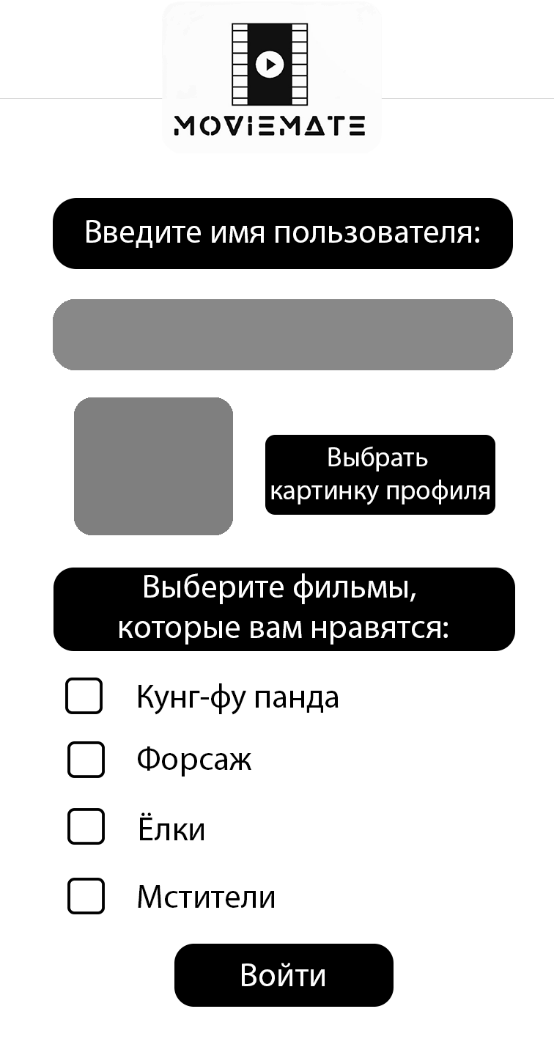 MOViEMATE
Введите имя пользователя:
Выбрать
картинку профиля
Выберите фильмы,
которые вам нравятся:
Кунг-фу панда
Форсаж
Ёлки
Мстители
Войти